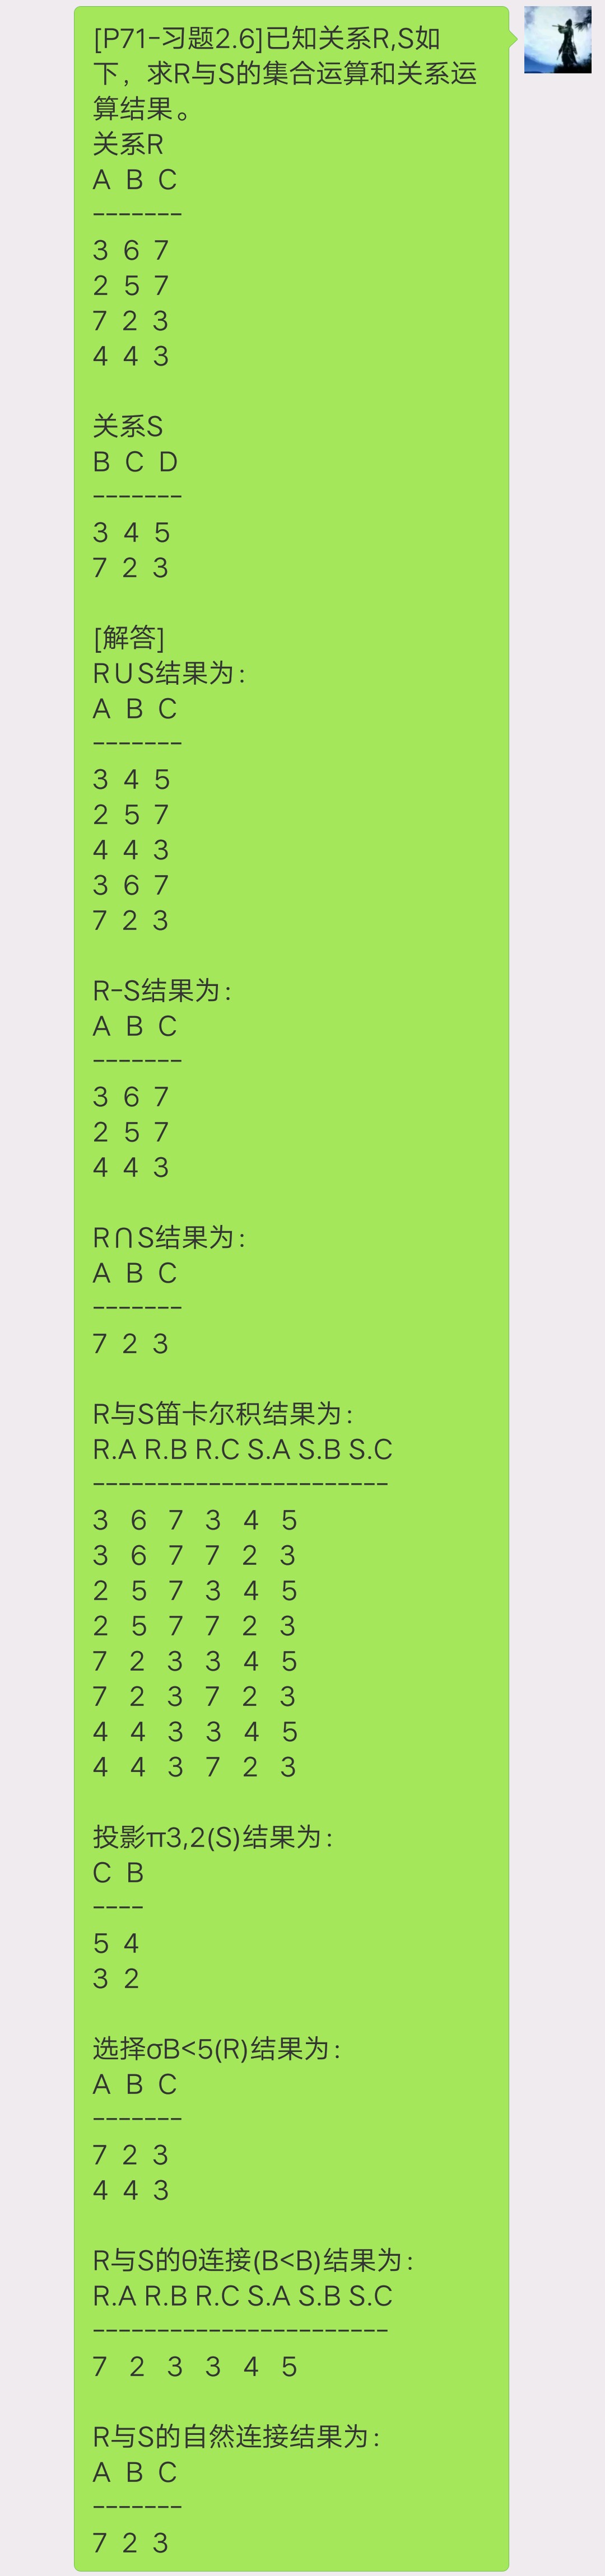 [P71-习题2.6]已知关系R,S如
下，求R与S的集合运算和关系运
算结果。
关系R
A B C
-------
3 6 7
2 5 7
7 2 3
4 4 3
关系S
B C D
-------
3 4 5
7 2 3
[解答]
R∪S结果为:
A B C
-------
3 4 5
2 5 7
4 4 3
3 6 7
7 2 3
R-S结果为:
A B C
-------
3 6 7
2 5 7
4 4 3
R∩S结果为:
A B C
-------
7 2 3
R与S笛卡尔积结果为:
R.A R.B R.C S.A S.B S.C
-----------------------
3 6 7 3 4 5
3 6 7 7 2 3
2 5 7 3 4 5
2 5 7 7 2 3
7 2 3 3 4 5
7 2 3 7 2 3
4 4 3 3 4 5
4 4 3 7 2 3
投影π3,2(S)结果为:
C B
----
5 4
3 2
选择σB<5(R)结果为:
A B C
-------
7 2 3
4 4 3
R与S的θ连接(B<B)结果为:
R.A R.B R.C S.A S.B S.C
-----------------------
7 2 3 3 4 5
R与S的自然连接结果为:
A B C
-------
7 2 3